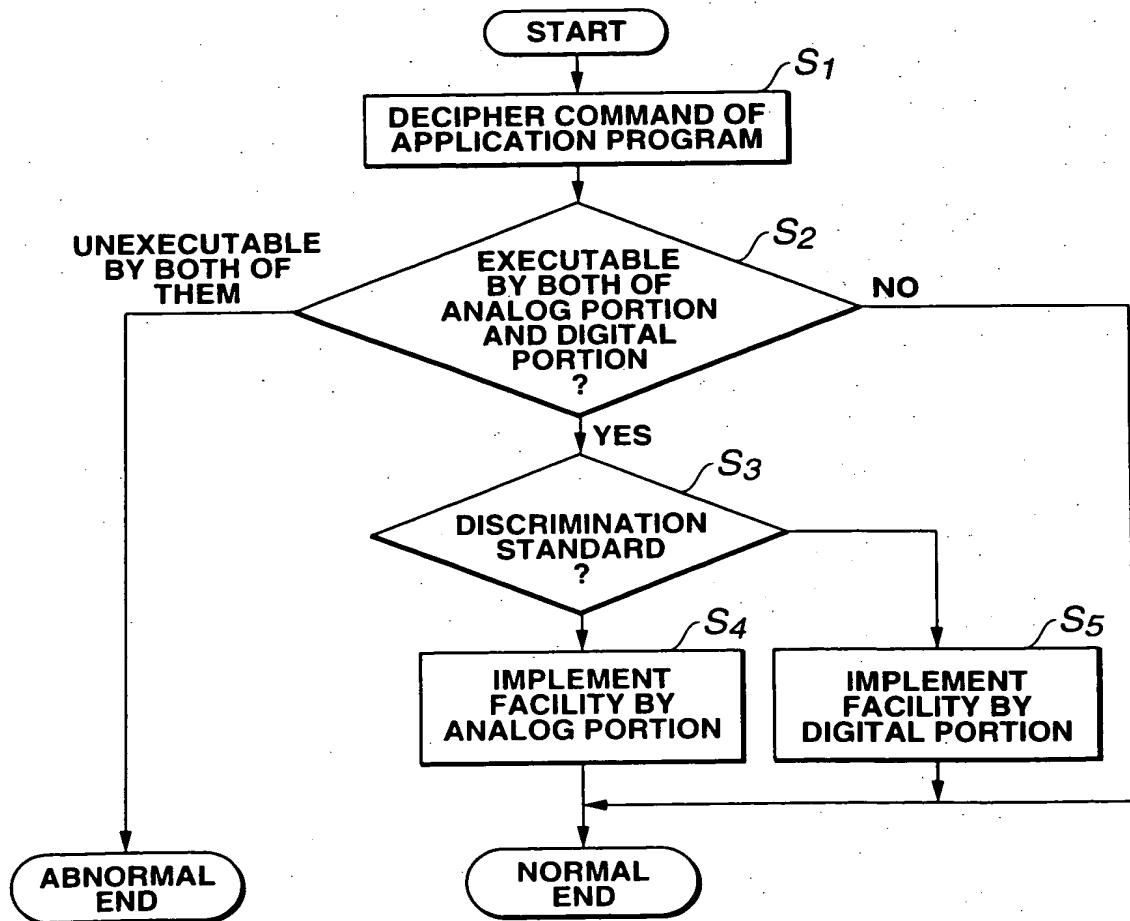 START
S1
DECIPHER COMMAND OF
APPLICATION PROGRAM
S2
UNEXECUTABLE
BY BOTH OF
THEM
EXECUTABLE
BY BOTH OF
ANALOG PORTION
AND DIGITAL
PORTION
?
NO
YES
S3
DISCRIMINATION
STANDARD
?
S4
IMPLEMENT
FACILITY BY
ANALOG PORTION
S5
IMPLEMENT
FACILITY BY
DIGITAL PORTION
ABNORMAL
END
NORMAL
END